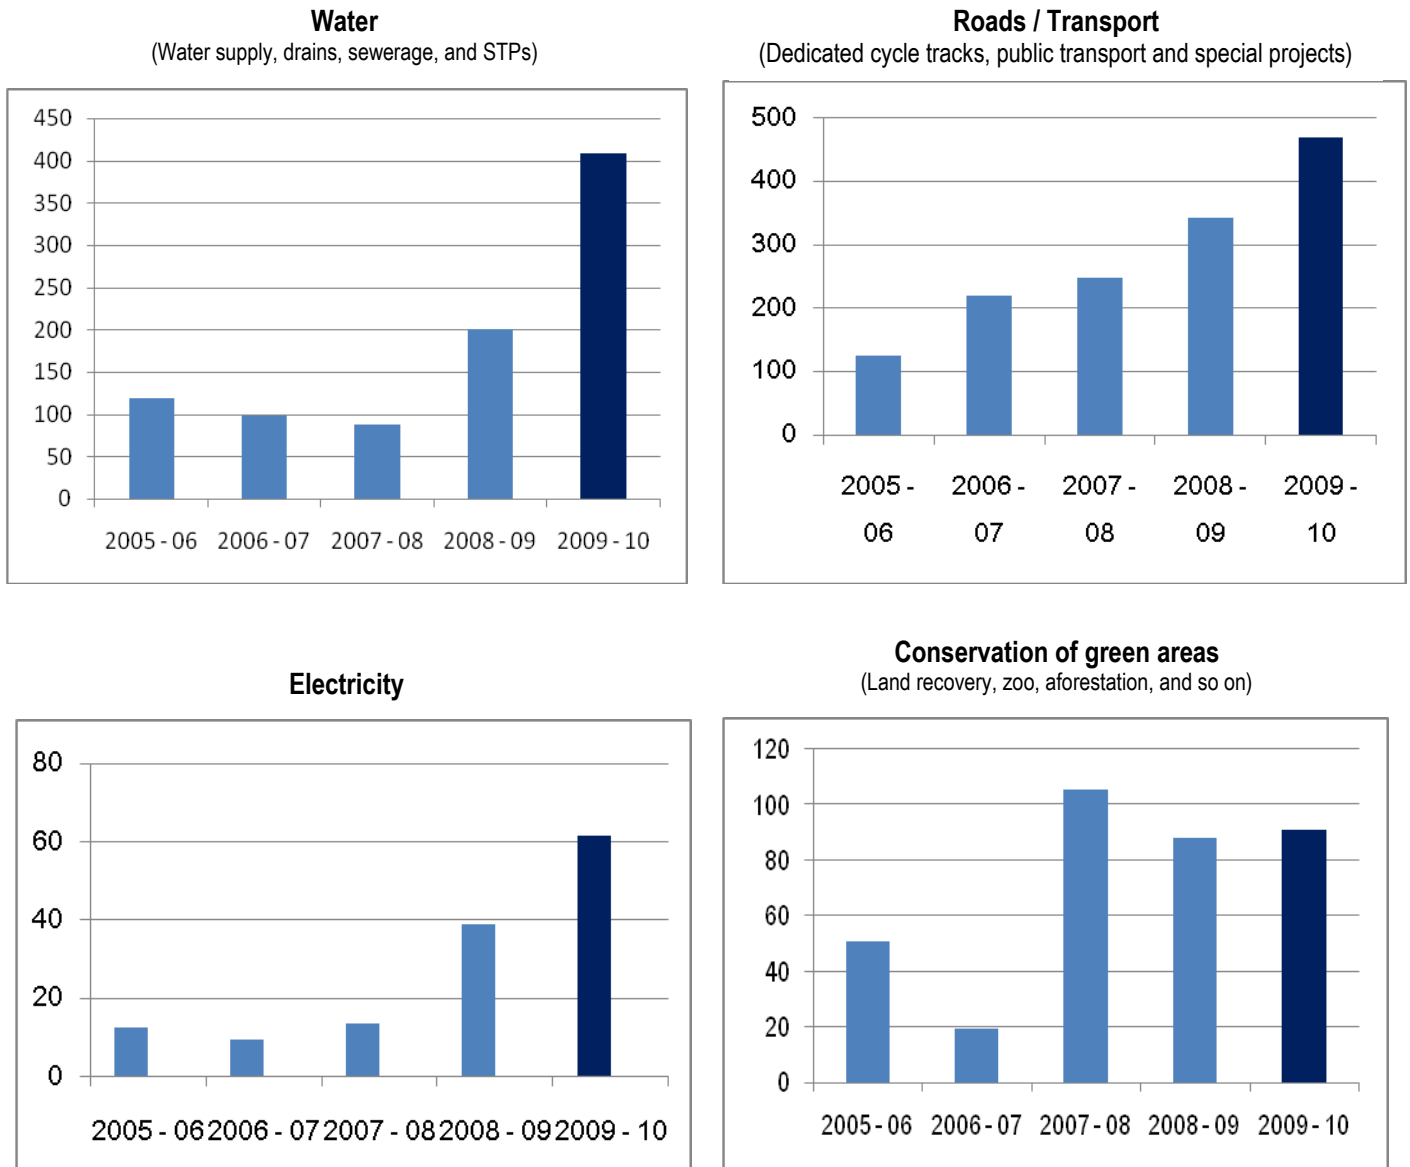 Water
(Water supply, drains, sewerage, and STPs)
450
400
350
300
250
200
150
100
50
0
2005 - 06 2006 - 07 2007 - 08 2008 - 09 2009 - 10
Roads / Transport
(Dedicated cycle tracks, public transport and special projects)
500
400
300
200
100
0
2005 - 2006 - 2007 - 2008 - 2009 -
06 07 08 09 10
Electricity
80
60
40
20
0
2005 - 06 2006 - 07 2007 - 08 2008 - 09 2009 - 10
Conservation of green areas
(Land recovery, zoo, aforestation, and so on)
120
100
80
60
40
20
0
2005 - 06 2006 - 07 2007 - 08 2008 - 09 2009 - 10